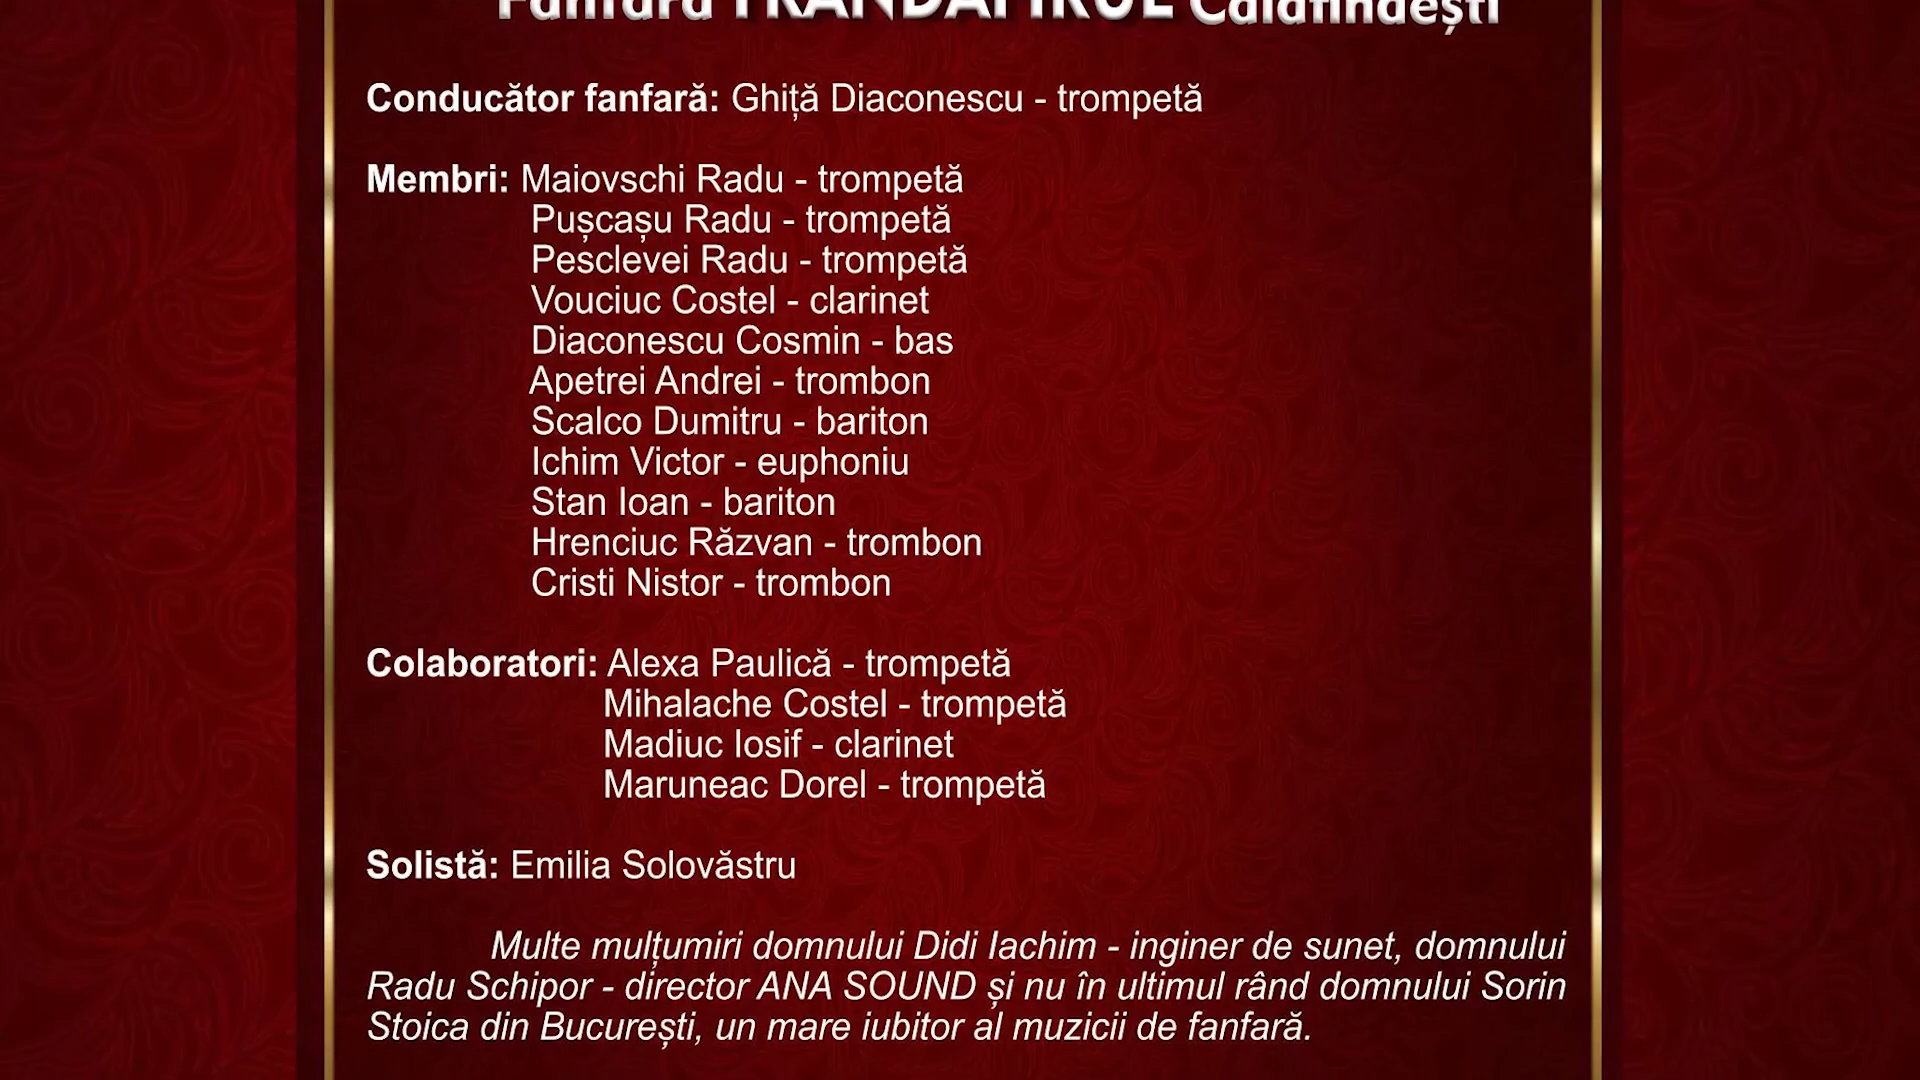 Fanfara TRANDAFIRUL Calafindești
Conducător fanfară: Ghiță Diaconescu - trompetă
Membri: Maiovschi Radu - trompetă
Pușcașu Radu - trompetă
Pesclevei Radu - trompetă
Vouciuc Costel - clarinet
Diaconescu Cosmin - bas
Apetrei Andrei - trombon
Scalco Dumitru - bariton
Ichim Victor - euphoniu
Stan Ioan - bariton
Hrenciuc Răzvan - trombon
Cristi Nistor - trombon
Colaboratori: Alexa Paulică - trompetă
Mihalache Costel - trompetă
Madiuc Iosif - clarinet
Maruneac Dorel - trompetă
Solistă: Emilia Solovăstru
Multe mulțumiri domnului Didi Iachim - inginer de sunet, domnului
Radu Schipor - director ANA SOUND și nu în ultimul rând domnului Sorin
Stoica din București, un mare iubitor al muzicii de fanfară.